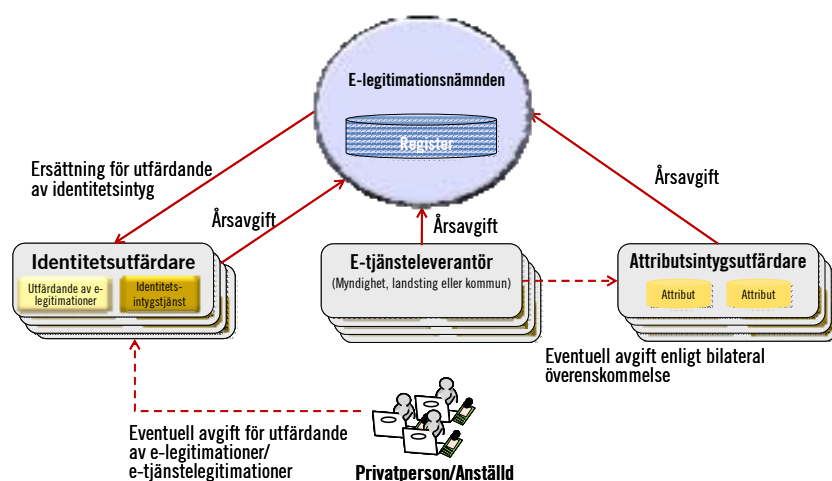 E-legitimationsnämnden
Register
Ersättning för utfärdande
av identitetsintyg
Årsavgift
Årsavgift
Årsavgift
Identitetsutfärdare
Utfärdande av e-
legitimationer
Identitets-
intygstjänst
E-tjänsteleverantör
(Myndighet, landsting eller kommun)
Attributsintygsutfärdare
Attribut
Attribut
Eventuell avgift enligt bilateral
överenskommelse
Eventuell avgift för utfärdande
av e-legitimationer/
e-tjänstelegitimationer
Privatperson/Anställd